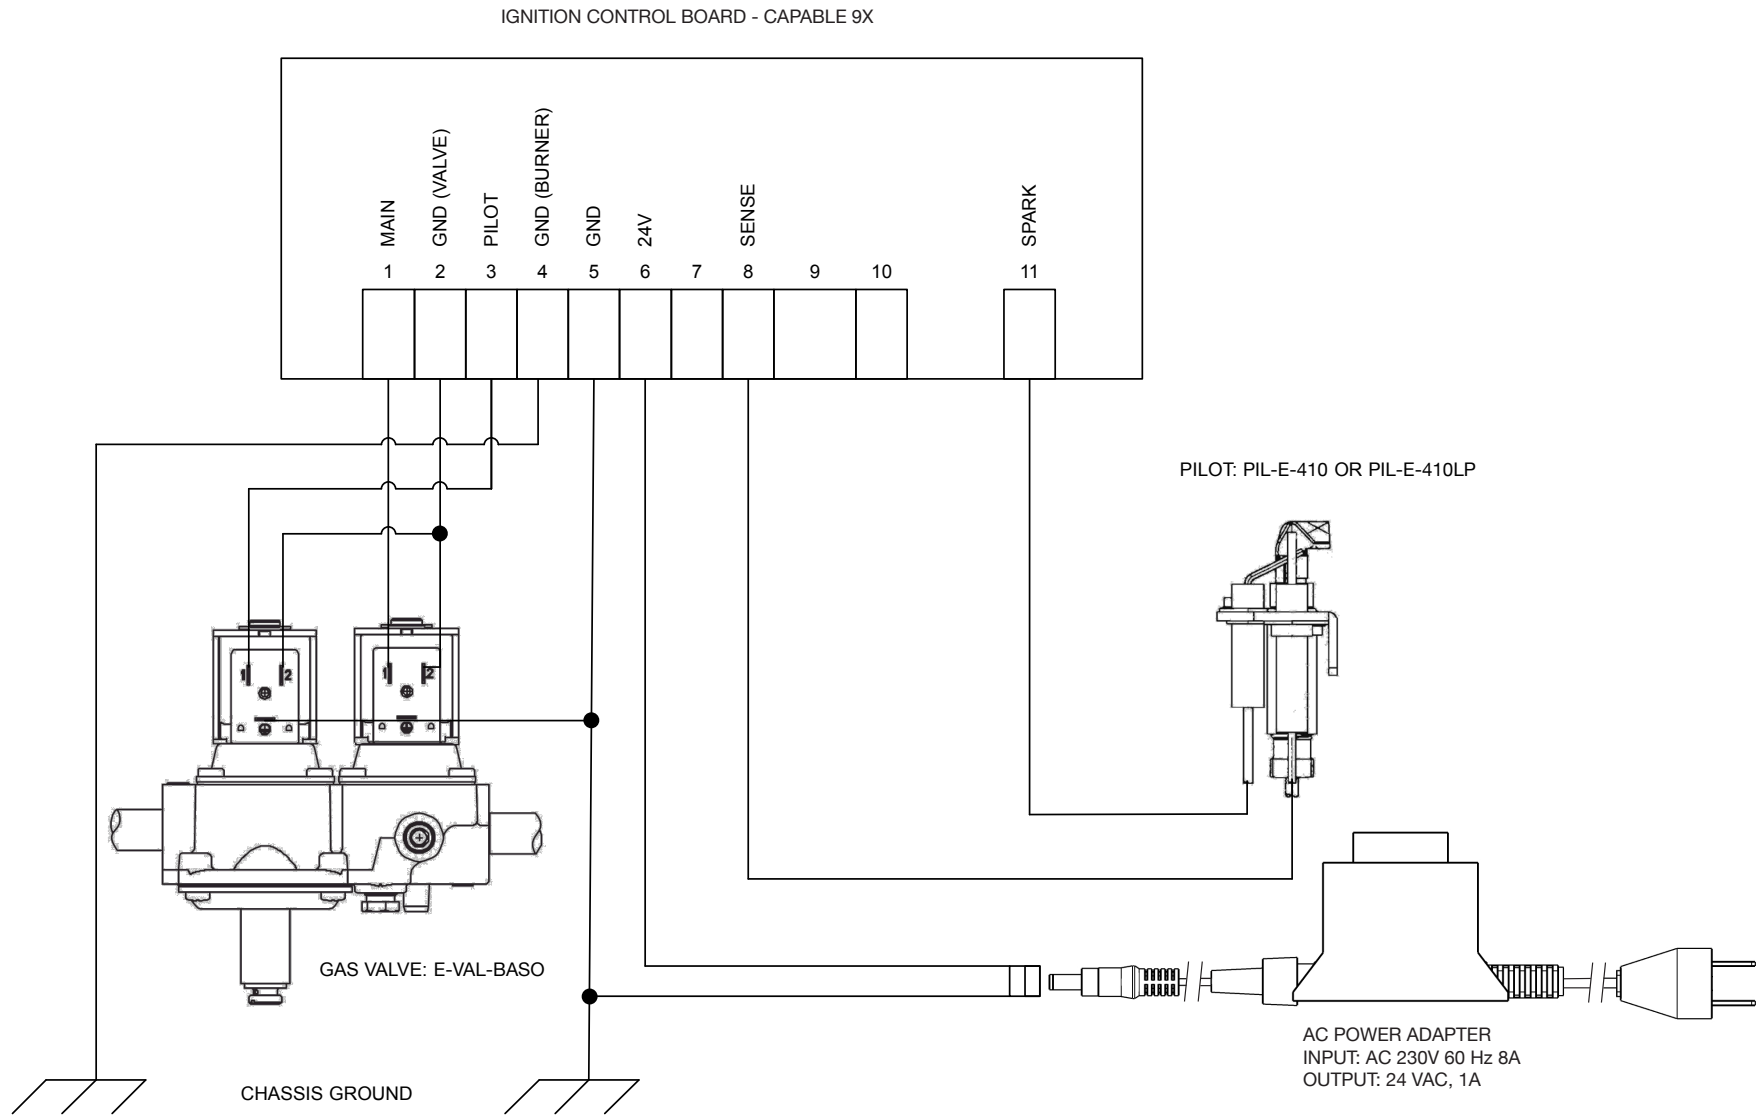 IGNITION CONTROL BOARD - CAPABLE 9X
MAIN
GND (VALVE)
PILOT
GND (BURNER)
GND
24V
SENSE
SPARK
1 2 3 4 5 6 7 8 9 10 11
PILOT: PIL-E-410 OR PIL-E-410LP
1 2 1 2
GAS VALVE: E-VAL-BASO
AC POWER ADAPTER
INPUT: AC 230V 60 Hz 8A
OUTPUT: 24 VAC, 1A
CHASSIS GROUND